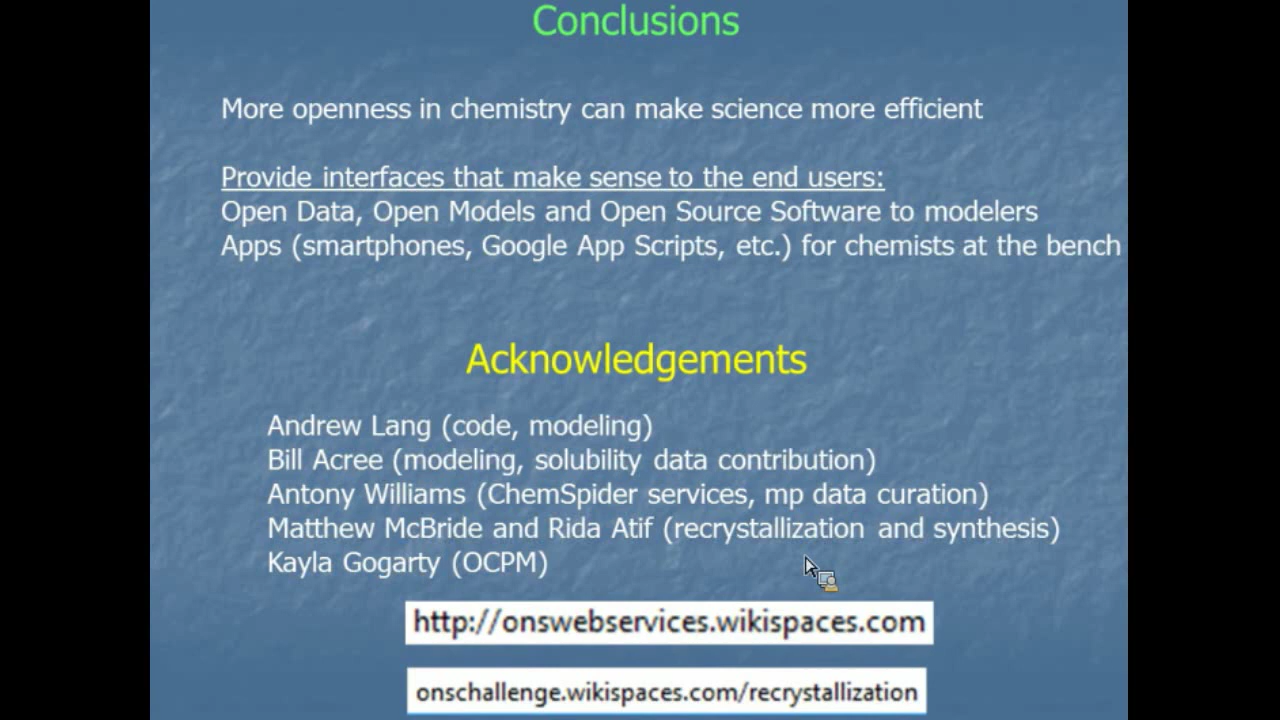 Conclusions
More openness in chemistry can make science more efficient
Provide interfaces that make sense to the end users:
Open Data, Open Models and Open Source Software to modelers
Apps (smartphones, Google App Scripts, etc.) for chemists at the bench
Acknowledgements
Andrew Lang (code, modeling)
Bill Acree (modeling, solubility data contribution)
Antony Williams (ChemSpider services, mp data curation)
Matthew McBride and Rida Atif (recrystallization and synthesis)
Kayla Gogarty (OCPM)
http://onswebservices.wikispaces.com
onschallenge.wikispaces.com/recrystallization